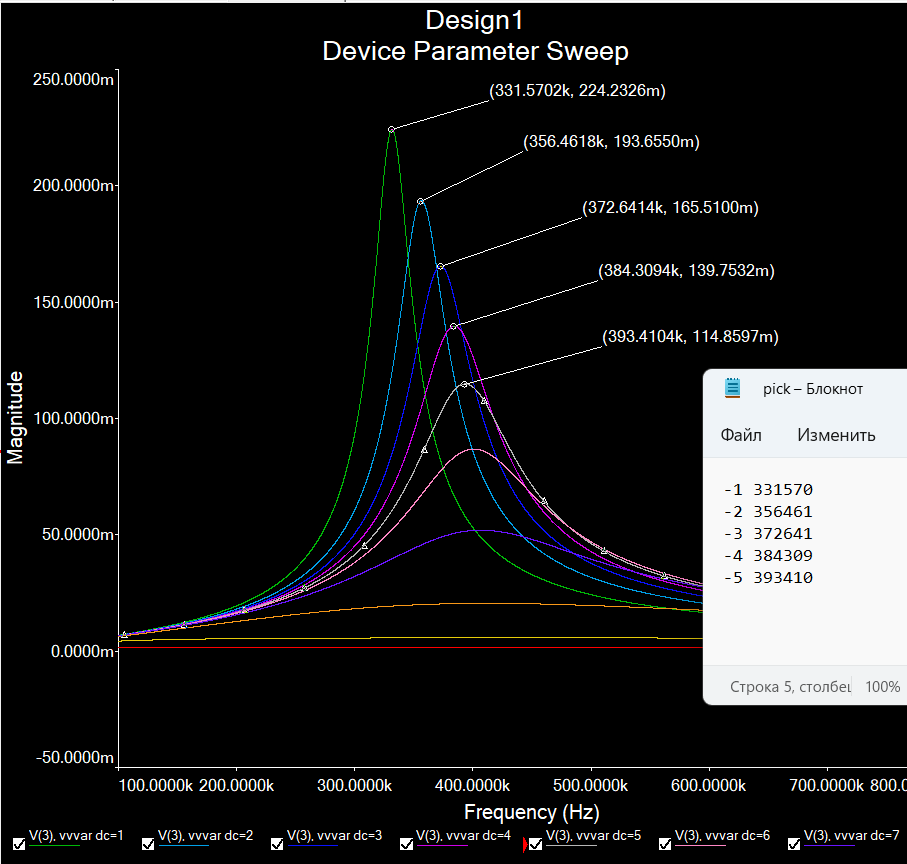 Design1
Device Parameter Sweep
250.0000m
200.0000m
150.0000m
100.0000m
50.0000m
0.0000m
-50.0000m
Magnitude
(331.5702k, 224.2326m)
(356.4618k, 193.6550m)
(372.6414k, 165.5100m)
(384.3094k, 139.7532m)
(393.4104k, 114.8597m)
pick – Блокнот
Файл Изменить
-1 331570
-2 356461
-3 372641
-4 384309
-5 393410
Строка 5, столбец 100%
100.0000k 200.0000k 300.0000k 400.0000k 500.0000k 600.0000k 700.0000k 800.0
Frequency (Hz)
V(3), vvvar dc=1 V(3), vvvar dc=2 V(3), vvvar dc=3 V(3), vvvar dc=4 V(3), vvvar dc=5 V(3), vvvar dc=6 V(3), vvvar dc=7